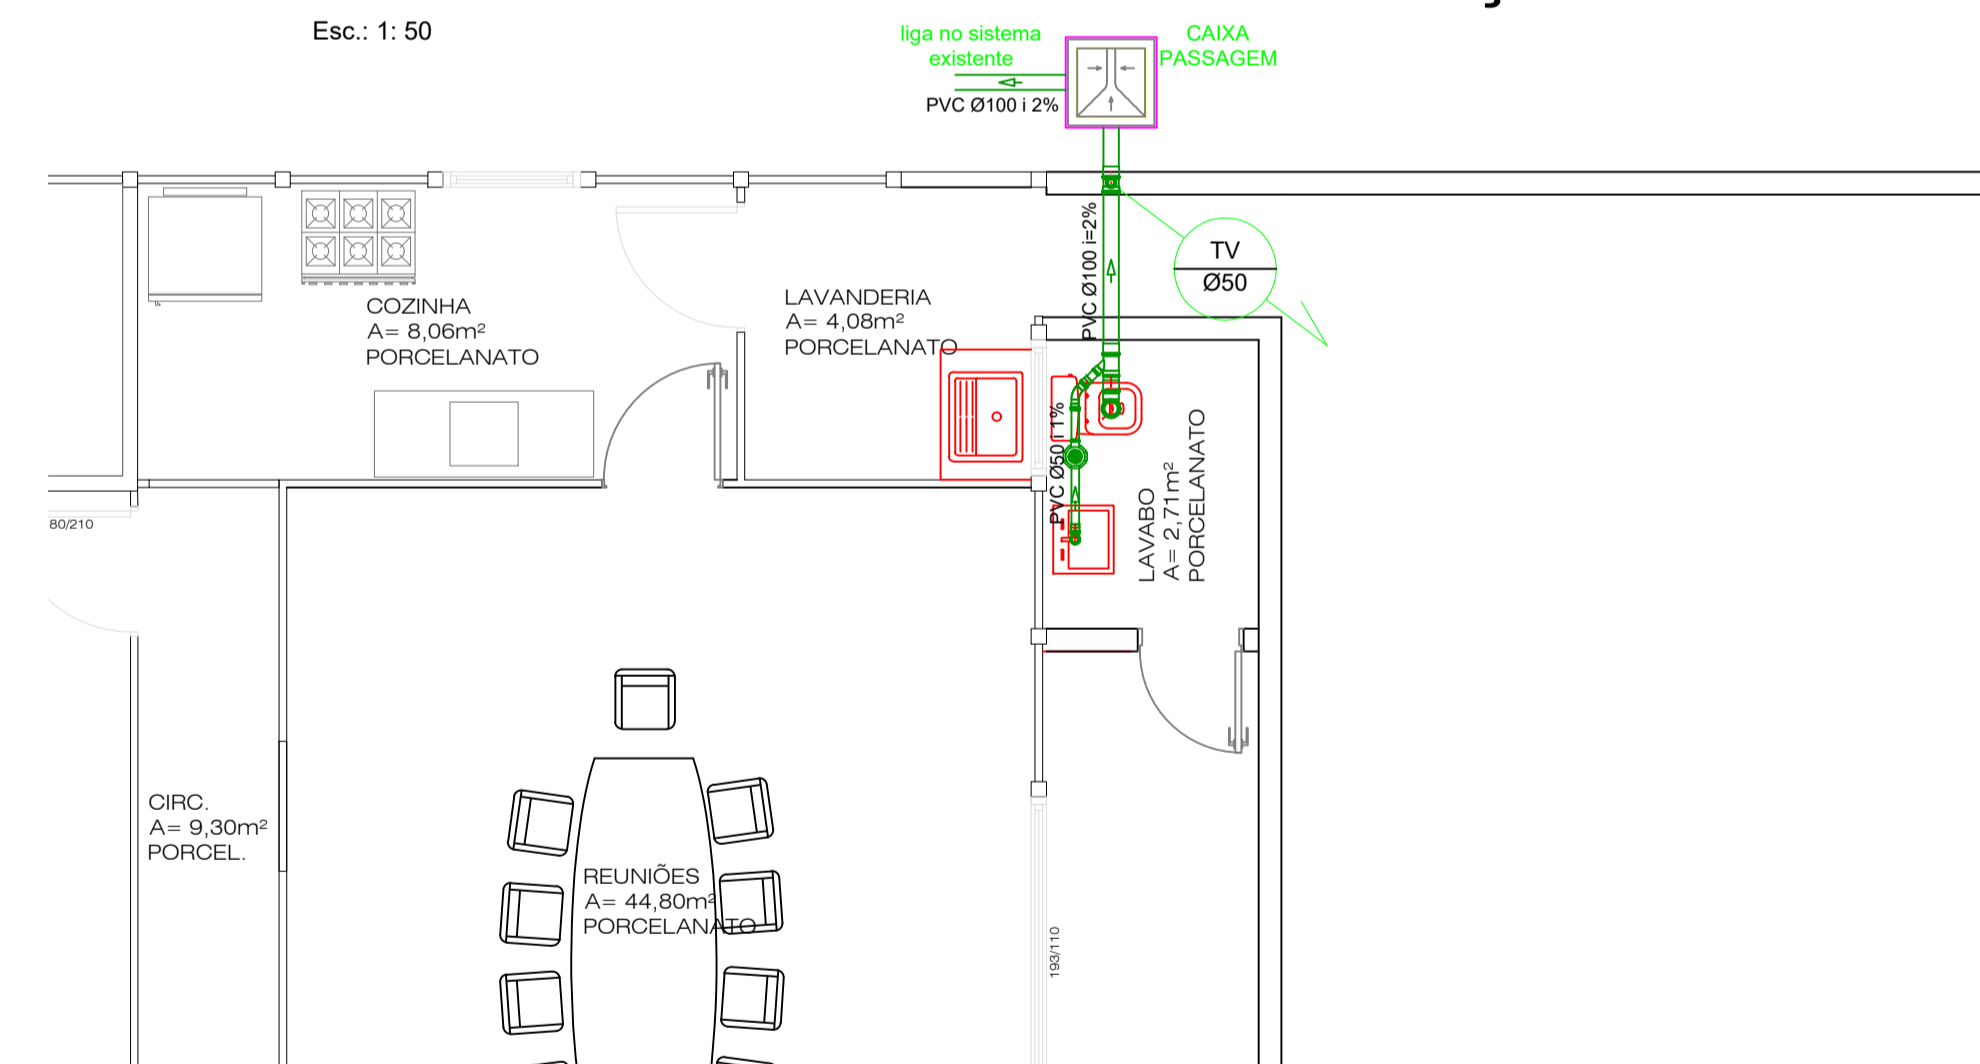 Esc.: 1: 50
liga no sistema
existente
PVC Ø100 i 2%
CAIXA
PASSAGEM
PVC Ø100 i=2%
TV
Ø50
COZINHA
A= 8,06m²
PORCELANATO
LAVANDERIA
A= 4,08m²
PORCELANATO
PVC Ø50 i 1%
LAVABO
A= 2,71m²
PORCELANATO
80/210
CIRC.
A= 9,30m²
PORCEL.
REUNIÕES
A= 44,80m²
PORCELANATO
193/110